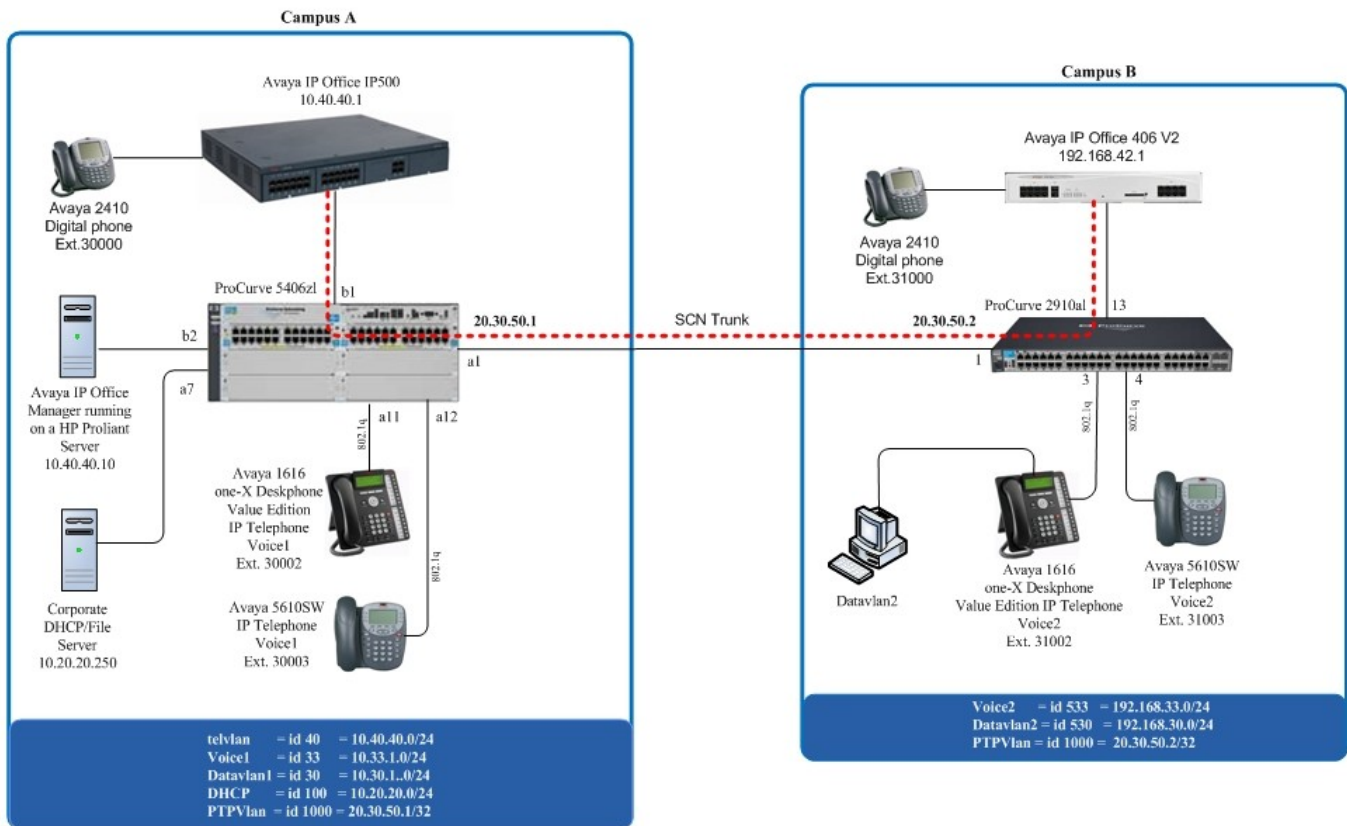 Campus A
Avaya IP Office IP500
10.40.40.1
Avaya 2410
Digital phone
Ext.30000
ProCurve 5406zl
b1
b2
a7
a1
a11
a12
20.30.50.1
SCN Trunk
20.30.50.2
Avaya IP Office
Manager running
on a HP Proliant
Server
10.40.40.10
Corporate
DHCP/File
Server
10.20.20.250
802.1q
Avaya 1616
one-X Deskphone
Value Edition
IP Telephone
Voice1
Ext. 30002
802.1q
Avaya 5610SW
IP Telephone
Voice1
Ext. 30003
telvlan = id 40 = 10.40.40.0/24
Voice1 = id 33 = 10.33.1.0/24
Datavlan1 = id 30 = 10.30.1..0/24
DHCP = id 100 = 10.20.20.0/24
PTPVlan = id 1000 = 20.30.50.1/32
Campus B
Avaya IP Office 406 V2
192.168.42.1
Avaya 2410
Digital phone
Ext.31000
ProCurve 2910al
13
1
3
4
802.1q
802.1q
Datavlan2
Avaya 1616
one-X Deskphone
Value Edition IP Telephone
Voice2
Ext. 31002
Avaya 5610SW
IP Telephone
Voice2
Ext. 31003
Voice2 = id 533 = 192.168.33.0/24
Datavlan2 = id 530 = 192.168.30.0/24
PTPVlan = id 1000 = 20.30.50.2/32